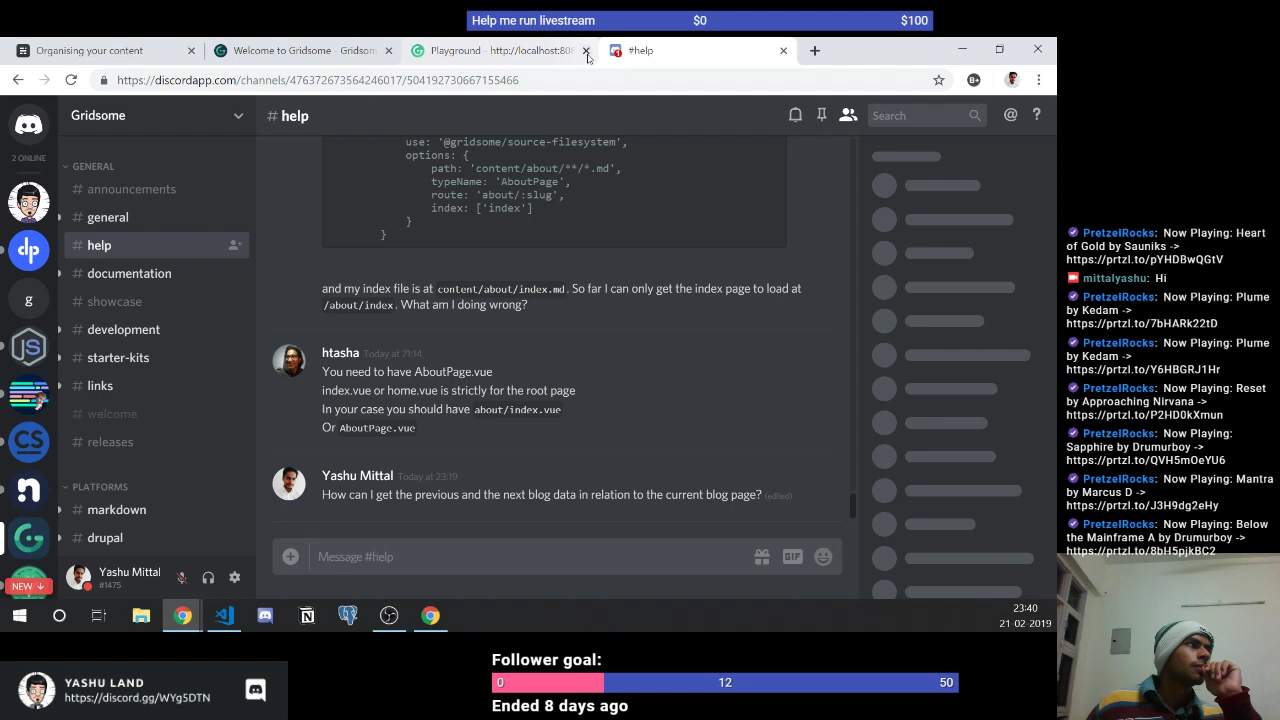 Help me run livestream $0 $100
Organising your content
Welcome to Gridsome - Gridsom
Playground - http://localhost:808
#help
https://discordapp.com/channels/476372673564246017/504192730667155466
2 ONLINE
Gridsome
# help
Search
GENERAL
# announcements
# general
# help
# documentation
# showcase
# development
# starter-kits
# links
# welcome
# releases
PLATFORMS
# markdown
# drupal
dp
g
JS
CS
n
NEW ↓
Yashu Mittal
#1475
use: '@gridsome/source-filesystem',
options: {
path: 'content/about/**/*.md',
typeName: 'AboutPage',
route: 'about/:slug',
index: ['index']
}
}
and my index file is at content/about/index.md. So far I can only get the index page to load at
/about/index. What am I doing wrong?
htasha Today at 21:14
You need to have AboutPage.vue
index.vue or home.vue is strictly for the root page
In your case you should have about/index.vue
Or AboutPage.vue
Yashu Mittal Today at 23:19
How can I get the previous and the next blog data in relation to the current blog page? (edited)
Message #help
GIF
23:40
21-02-2019
PretzelRocks: Now Playing: Heart
of Gold by Sauniks ->
https://prtzl.to/pYHDBwQGtV
mittalyashu: Hi
PretzelRocks: Now Playing: Plume
by Kedam ->
https://prtzl.to/7bHARk22tD
PretzelRocks: Now Playing: Plume
by Kedam ->
https://prtzl.to/Y6HBGRJ1Hr
PretzelRocks: Now Playing: Reset
by Approaching Nirvana ->
https://prtzl.to/P2HD0kXmun
PretzelRocks: Now Playing:
Sapphire by Drumurboy ->
https://prtzl.to/QVH5mOeYU6
PretzelRocks: Now Playing: Mantra
by Marcus D ->
https://prtzl.to/J3H9dg2eHy
PretzelRocks: Now Playing: Below
the Mainframe A by Drumurboy ->
https://prtzl.to/8bH5pjkBC2
YASHU LAND
https://discord.gg/WYg5DTN
Follower goal:
0 12 50
Ended 8 days ago